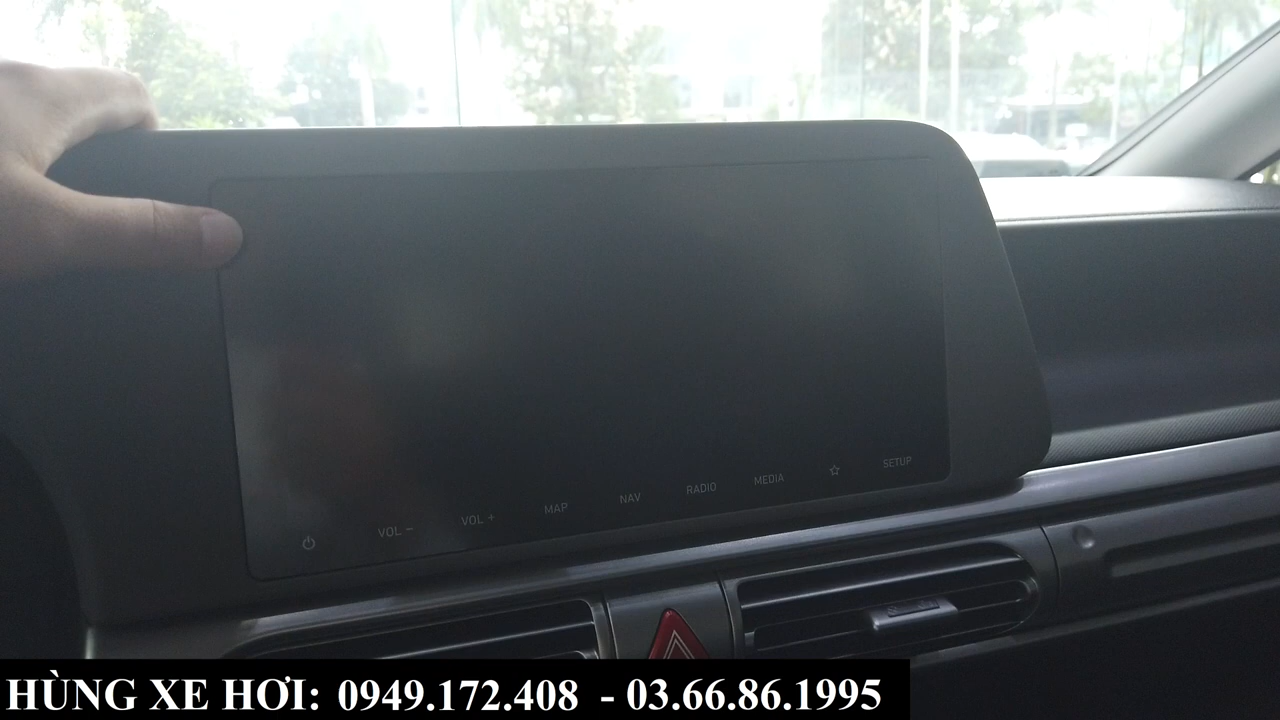 VOL − VOL + MAP NAV RADIO MEDIA ☆ SETUP
HÙNG XE HƠI: 0949.172.408 - 03.66.86.1995